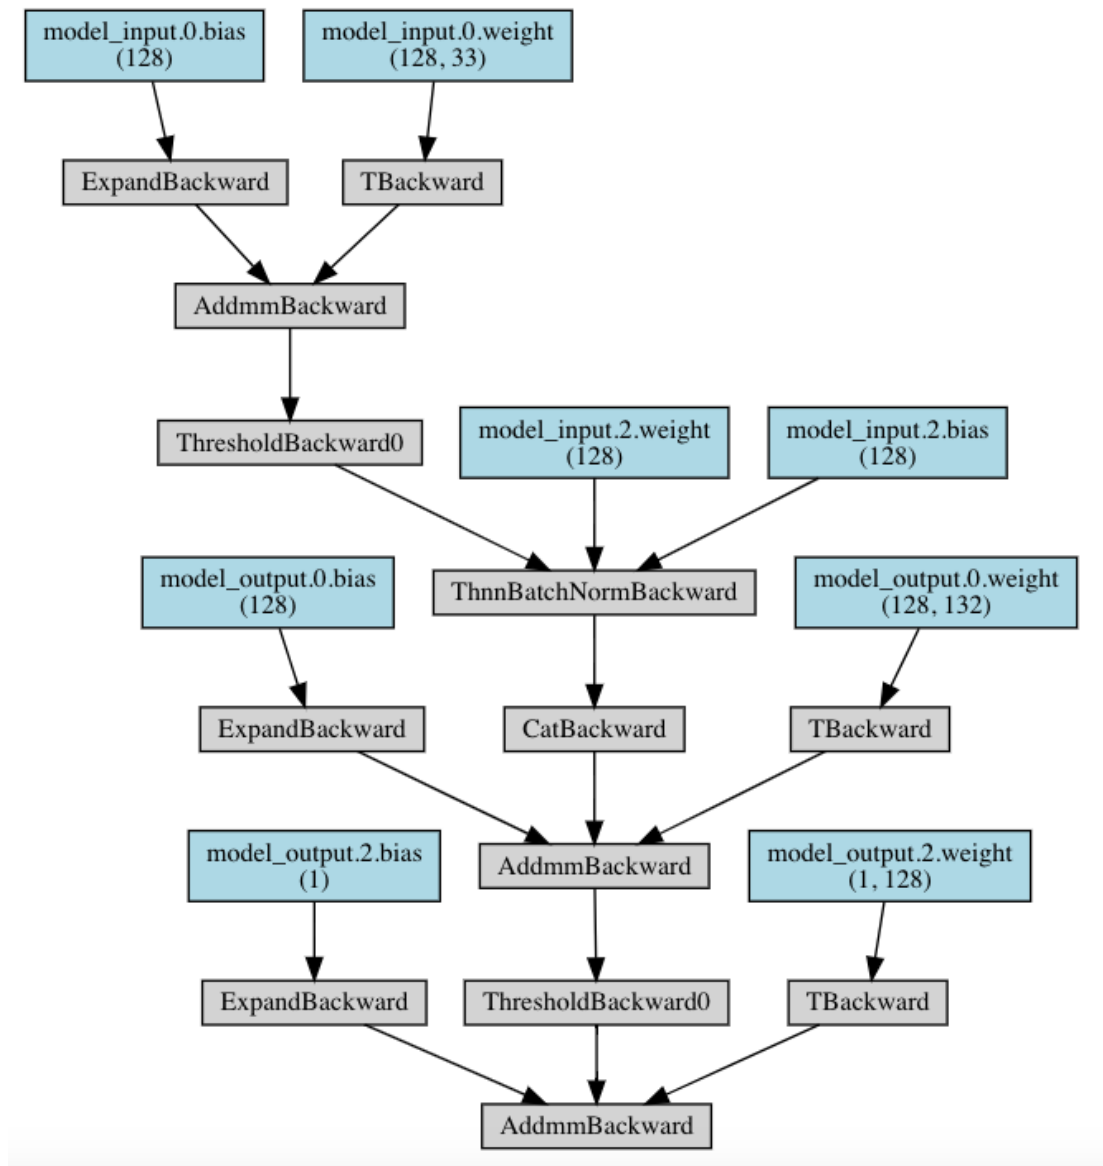 model_input.0.bias
(128)
model_input.0.weight
(128, 33)
ExpandBackward
TBackward
AddmmBackward
ThresholdBackward0
model_input.2.weight
(128)
model_input.2.bias
(128)
model_output.0.bias
(128)
ThnnBatchNormBackward
model_output.0.weight
(128, 132)
ExpandBackward
CatBackward
TBackward
model_output.2.bias
(1)
AddmmBackward
model_output.2.weight
(1, 128)
ExpandBackward
ThresholdBackward0
TBackward
AddmmBackward